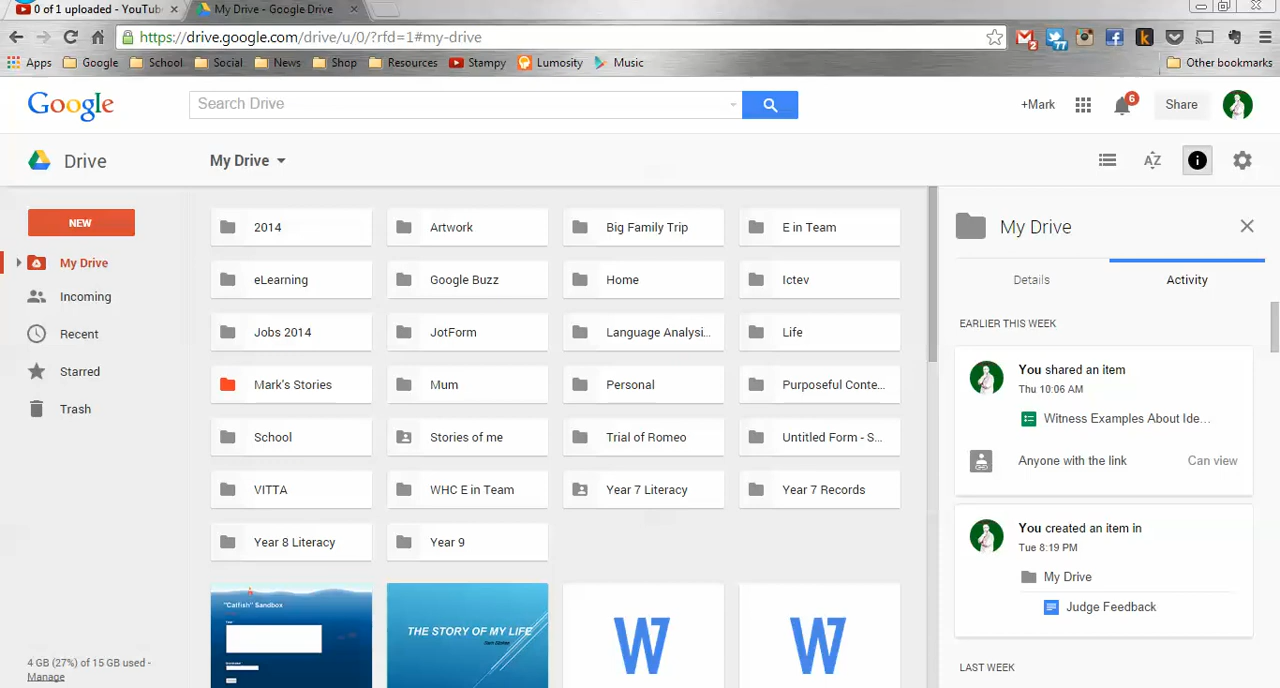 0 of 1 uploaded - YouTub
My Drive - Google Drive
https://drive.google.com/drive/u/0/?rfd=1#my-drive
2
77
Apps Google School Social News Shop Resources Stampy Lumosity Music Other bookmarks
Google
Search Drive
+Mark
6
Share
Drive
My Drive
AZ
NEW
My Drive
Incoming
Recent
Starred
Trash
4 GB (27%) of 15 GB used -
Manage
2014 Artwork Big Family Trip E in Team
eLearning Google Buzz Home Ictev
Jobs 2014 JotForm Language Analysi... Life
Mark's Stories Mum Personal Purposeful Conte...
School Stories of me Trial of Romeo Untitled Form - S...
VITTA WHC E in Team Year 7 Literacy Year 7 Records
Year 8 Literacy Year 9
"Catfish" Sandbox
THE STORY OF MY LIFE
W
W
My Drive
Details Activity
EARLIER THIS WEEK
You shared an item
Thu 10:06 AM
Witness Examples About Ide...
Anyone with the link Can view
You created an item in
Tue 8:19 PM
My Drive
Judge Feedback
LAST WEEK